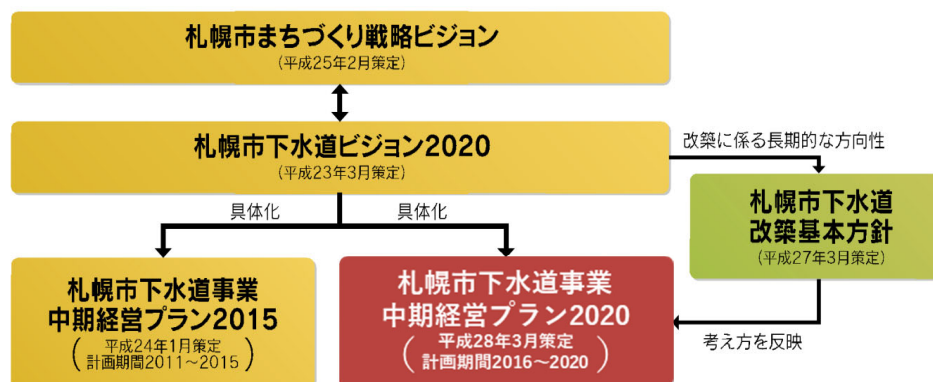 札幌市まちづくり戦略ビジョン
（平成25年2月策定）
札幌市下水道ビジョン2020
（平成23年3月策定）
改築に係る長期的な方向性
具体化
具体化
札幌市下水道
改築基本方針
（平成27年3月策定）
札幌市下水道事業
中期経営プラン2015
（平成24年1月策定
計画期間2011～2015）
札幌市下水道事業
中期経営プラン2020
（平成28年3月策定
計画期間2016～2020）
考え方を反映